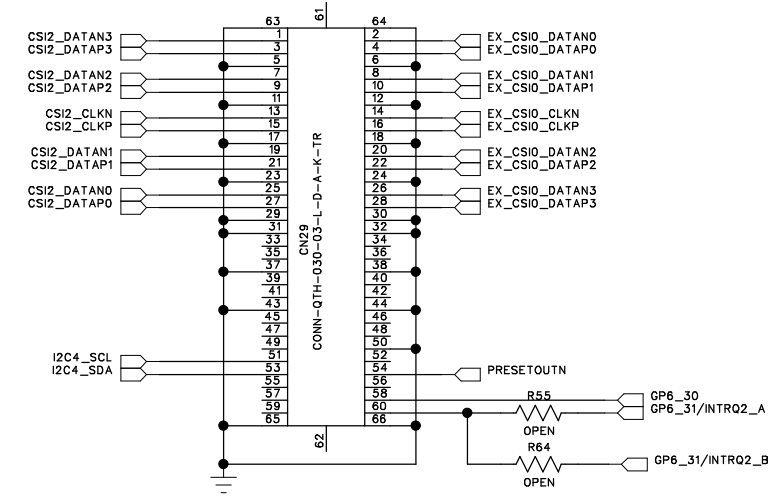 61
63 64
CSI2_DATAN3 1 2 EX_CSI0_DATAN0
CSI2_DATAP3 3 4 EX_CSI0_DATAP0
5 6
CSI2_DATAN2 7 8 EX_CSI0_DATAN1
CSI2_DATAP2 9 10 EX_CSI0_DATAP1
11 12
CSI2_CLKN 13 14 EX_CSI0_CLKN
CSI2_CLKP 15 16 EX_CSI0_CLKP
17 18
CSI2_DATAN1 19 20 EX_CSI0_DATAN2
CSI2_DATAP1 21 22 EX_CSI0_DATAP2
23 24
CSI2_DATAN0 25 26 EX_CSI0_DATAN3
CSI2_DATAP0 27 28 EX_CSI0_DATAP3
29 30
31 32
33 34
35 36
37 38
39 40
41 42
43 44
45 46
47 48
49 50
I2C4_SCL 51 52
I2C4_SDA 53 54 PRESETOUTN
55 56
57 58 GP6_30
59 60 GP6_31/INTRQ2_A
65 66
CN29
CONN-QTH-030-03-L-D-A-K-TR
62
R55
OPEN
R64
GP6_31/INTRQ2_B
OPEN